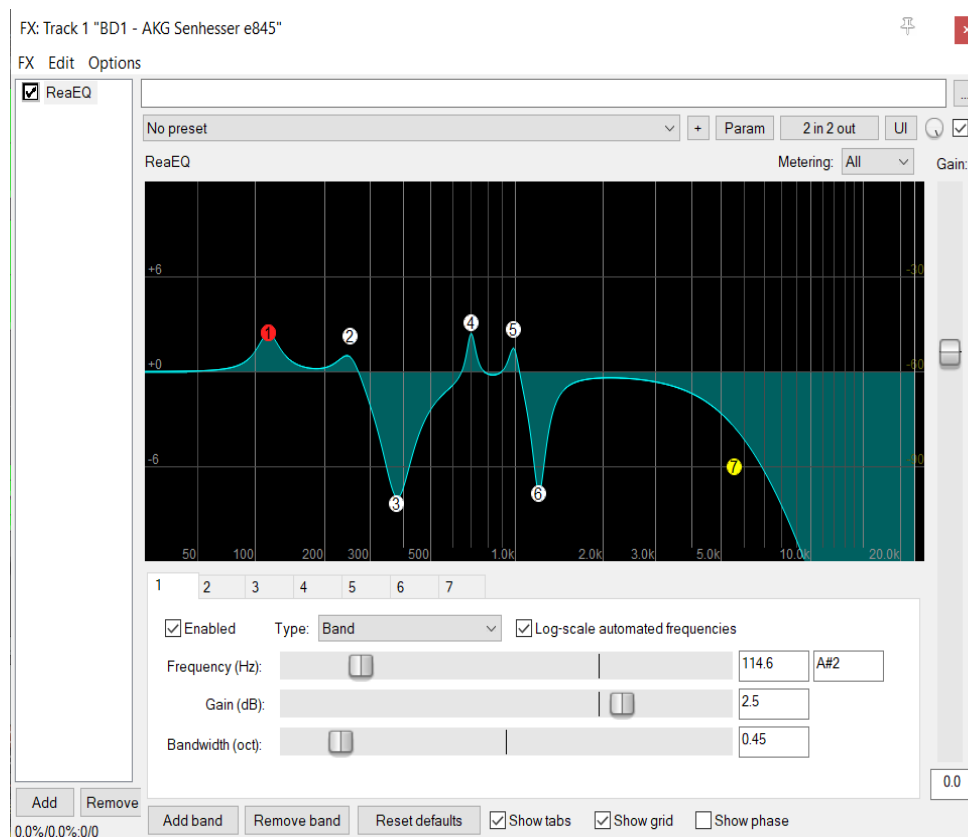 FX: Track 1 "BD1 - AKG Senhesser e845"
FX Edit Options
ReaEQ
...
No preset + Param 2 in 2 out UI
ReaEQ Metering: All Gain:
+6 -30
1 2 4 5
+0 -60
-6 7 -90
3 6
50 100 200 300 500 1.0k 2.0k 3.0k 5.0k 10.0k 20.0k
1 2 3 4 5 6 7
Enabled Type: Band Log-scale automated frequencies
Frequency (Hz): 114.6 A#2
Gain (dB): 2.5
Bandwidth (oct): 0.45
0.0
Add Remove
Add band Remove band Reset defaults Show tabs Show grid Show phase
0.0%/0.0%:0/0